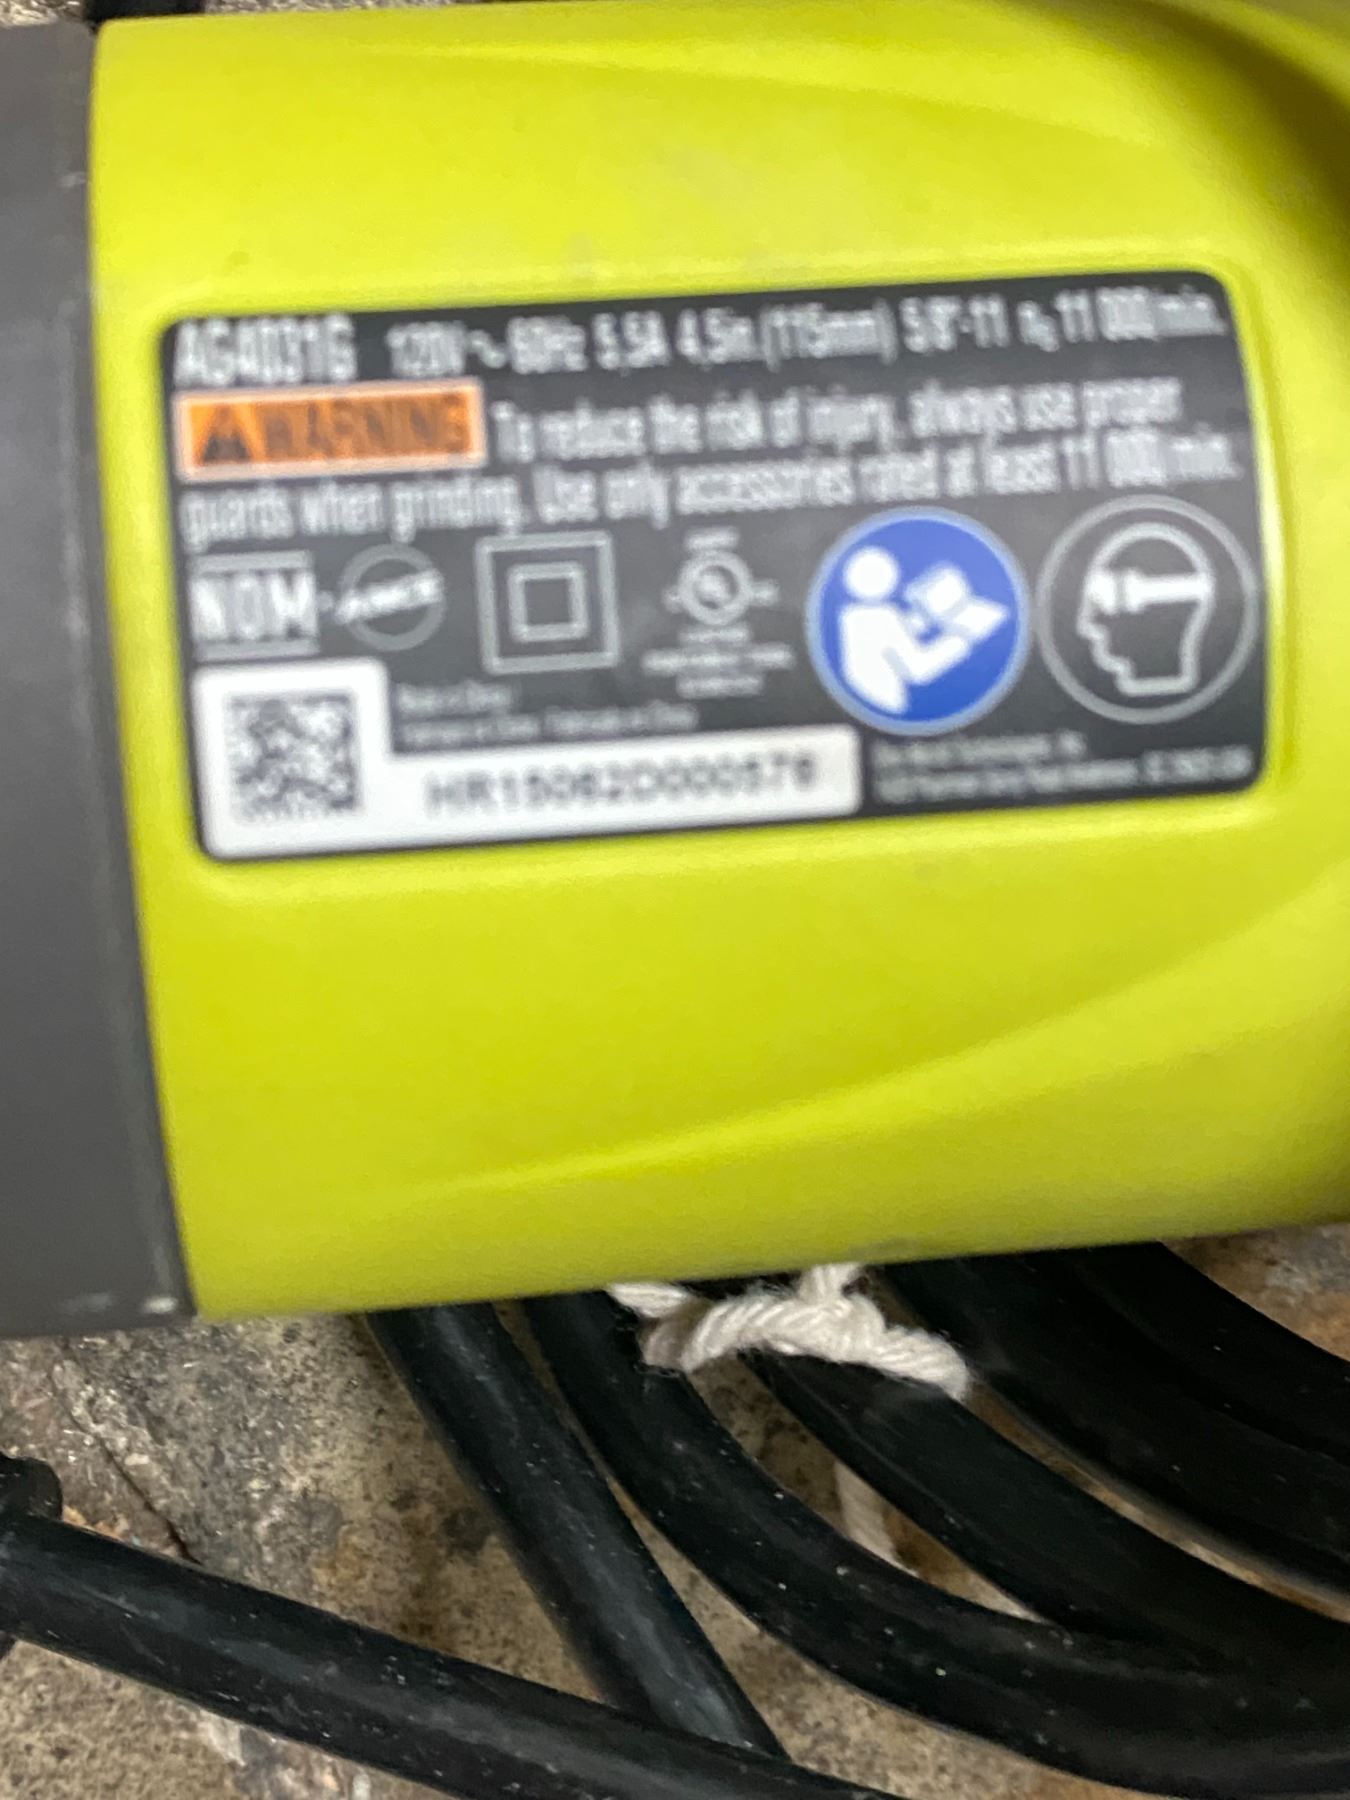 AG4031G 120V~ 60Hz 5,5A 4,5in.(115mm) 5/8"-11 n₀ 11 000/min.
WARNING To reduce the risk of injury, always use proper
guards when grinding. Use only accessories rated at least 11 000/min.
NOM
HR15062D000576